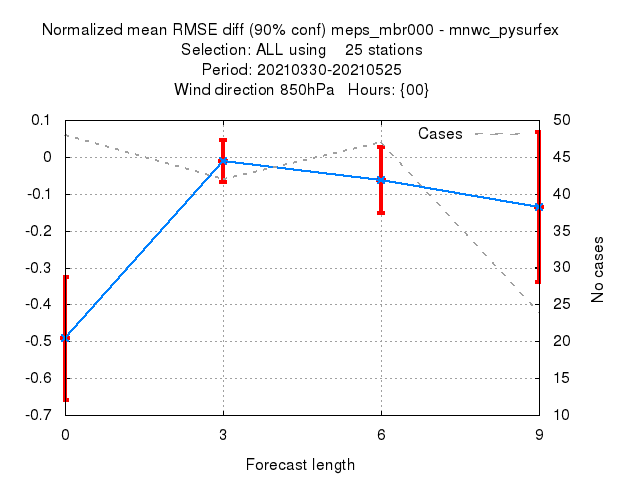 Normalized mean RMSE diff (90% conf) meps_mbr000 - mnwc_pysurfex
Selection: ALL using    25 stations
Period: 20210330-20210525
Wind direction 850hPa   Hours: {00}
0.1
0
-0.1
-0.2
-0.3
-0.4
-0.5
-0.6
-0.7
Cases
50
45
40
35
30
25
20
15
10
No cases
0 3 6 9
Forecast length